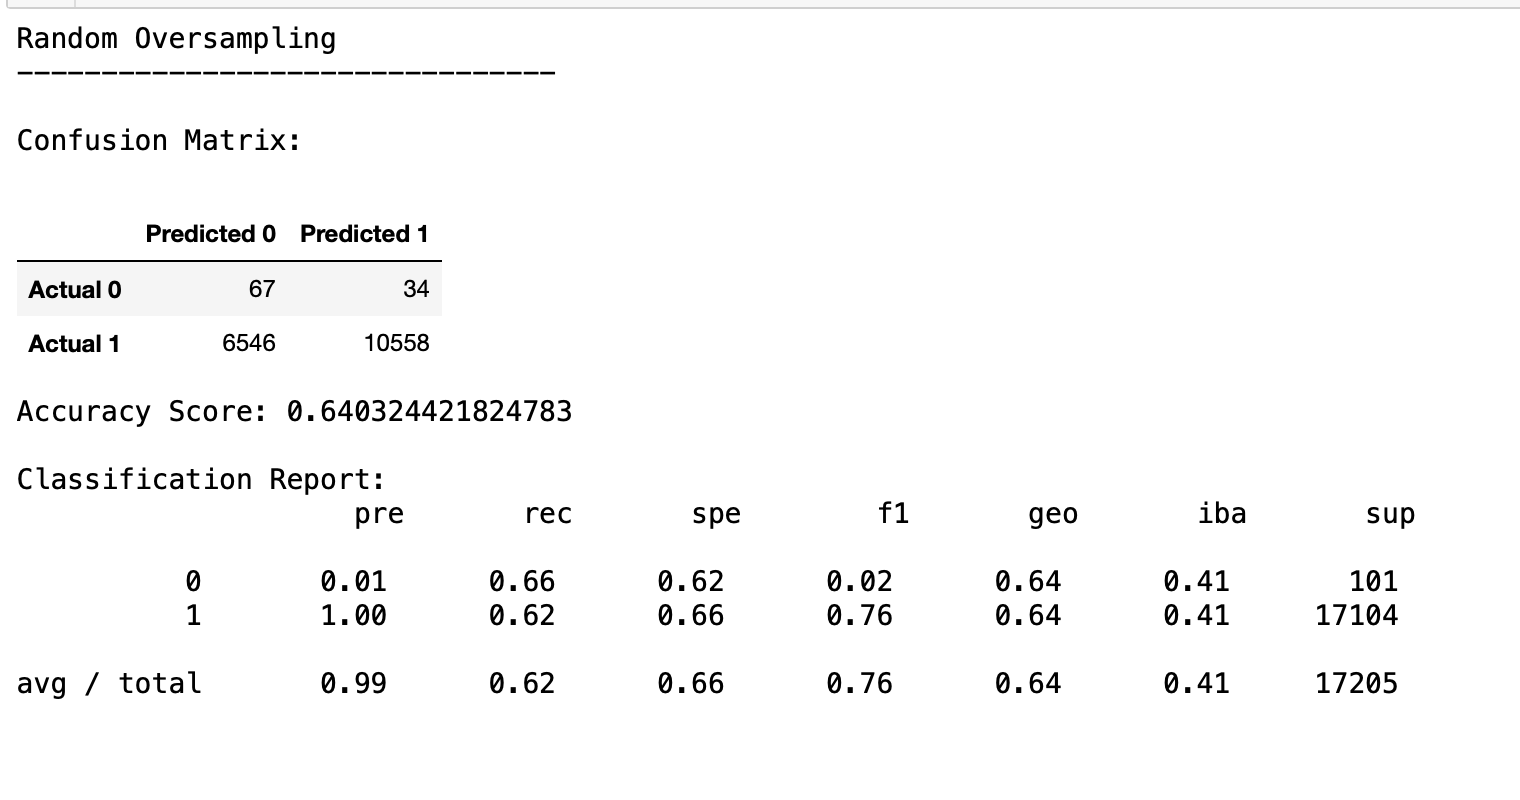 Random Oversampling
--------------------------------
Confusion Matrix:
Predicted 0 Predicted 1
Actual 0 67 34
Actual 1 6546 10558
Accuracy Score: 0.640324421824783
Classification Report:
pre rec spe f1 geo iba sup
0 0.01 0.66 0.62 0.02 0.64 0.41 101
1 1.00 0.62 0.66 0.76 0.64 0.41 17104
avg / total 0.99 0.62 0.66 0.76 0.64 0.41 17205